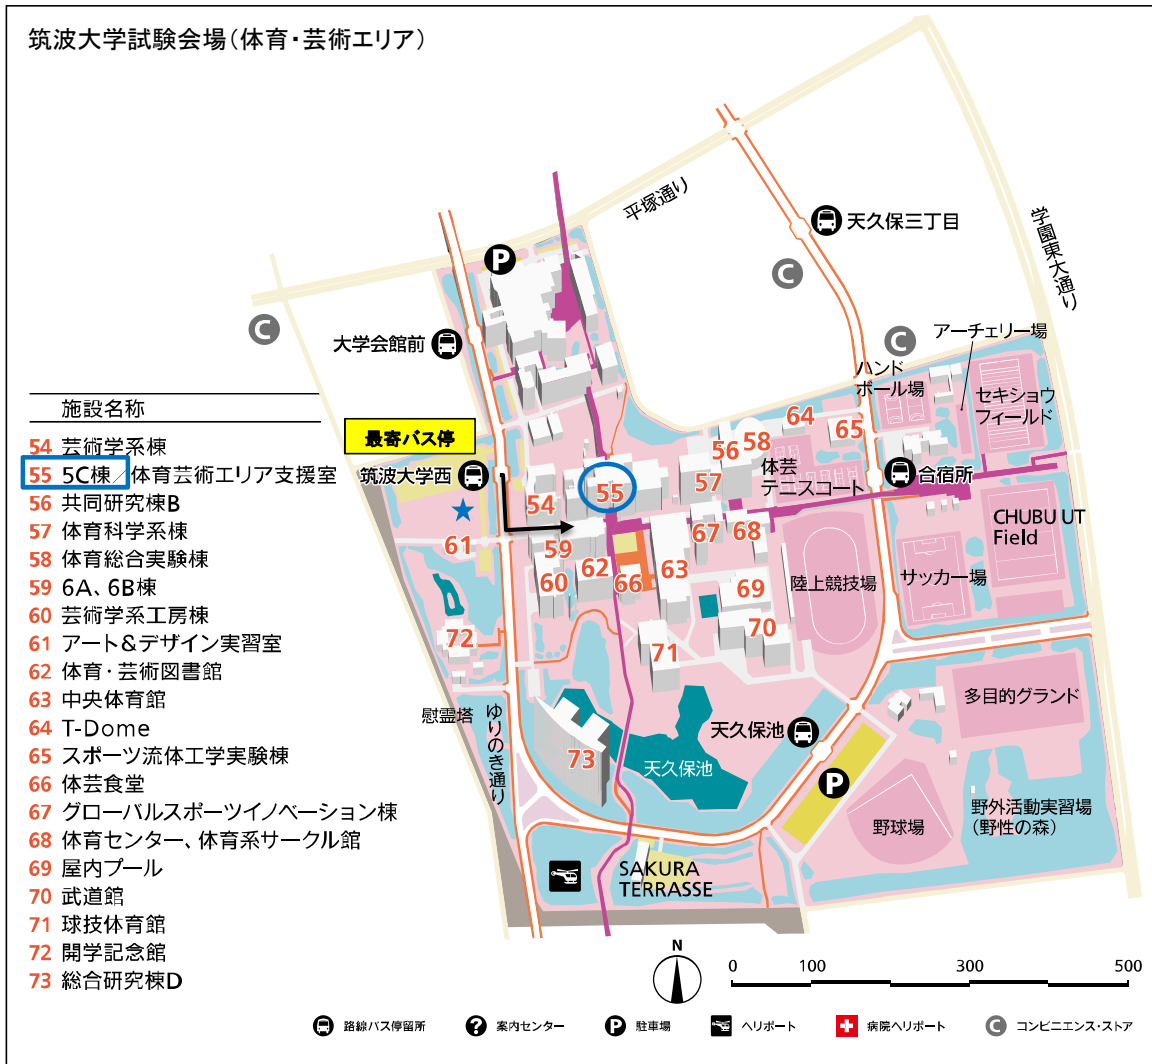 筑波大学試験会場(体育・芸術エリア)
平塚通り
天久保三丁目
学園東大通り
P
C
C
C
大学会館前
アーチェリー場
ハンド
ボール場
セキショウ
フィールド
施設名称
54 芸術学系棟
55 5C棟/体育芸術エリア支援室
56 共同研究棟B
57 体育科学系棟
58 体育総合実験棟
59 6A、6B棟
60 芸術学系工房棟
61 アート&デザイン実習室
62 体育・芸術図書館
63 中央体育館
64 T-Dome
65 スポーツ流体工学実験棟
66 体芸食堂
67 グローバルスポーツイノベーション棟
68 体育センター、体育系サークル館
69 屋内プール
70 武道館
71 球技体育館
72 開学記念館
73 総合研究棟D
最寄バス停
筑波大学西
64
65
56
58
57
体芸
テニスコート
合宿所
54
55
CHUBU UT
Field
61
59
67
68
60
62
66
63
69
陸上競技場
サッカー場
70
72
71
多目的グランド
慰霊塔
ゆりのき通り
天久保池
73
天久保池
P
野球場
野外活動実習場
(野性の森)
SAKURA
TERRASSE
N
0 100 300 500
路線バス停留所
? 案内センター
P 駐車場
ヘリポート
病院ヘリポート
C コンビニエンス・ストア